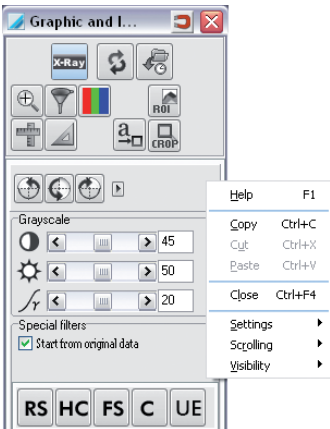 Graphic and I...
X-Ray
ROI
a
CROP
Grayscale
45
50
20
Special filters
Start from original data
RS HC FS C UE
Help F1
Copy Ctrl+C
Cut Ctrl+X
Paste Ctrl+V
Close Ctrl+F4
Settings
Scrolling
Visibility